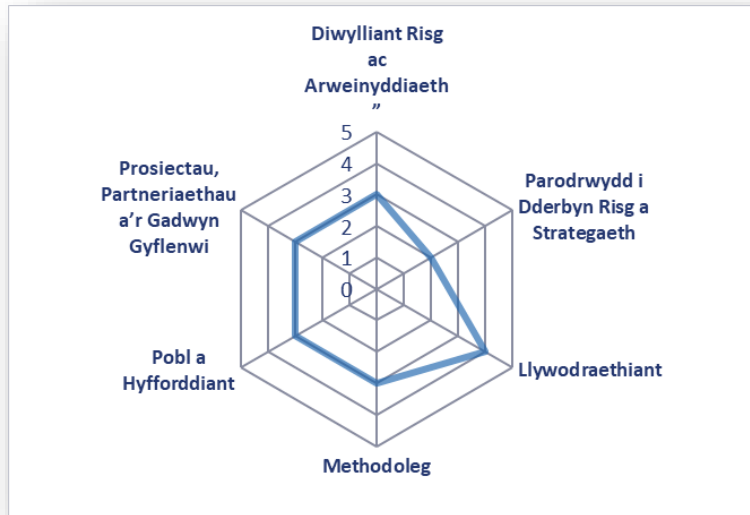 Diwylliant Risg
ac
Arweinyddiaeth
”
5
4
3
2
1
0
Parodrwydd i
Dderbyn Risg a
Strategaeth
Llywodraethiant
Methodoleg
Pobl a
Hyfforddiant
Prosiectau,
Partneriaethau
a’r Gadwyn
Gyflenwi